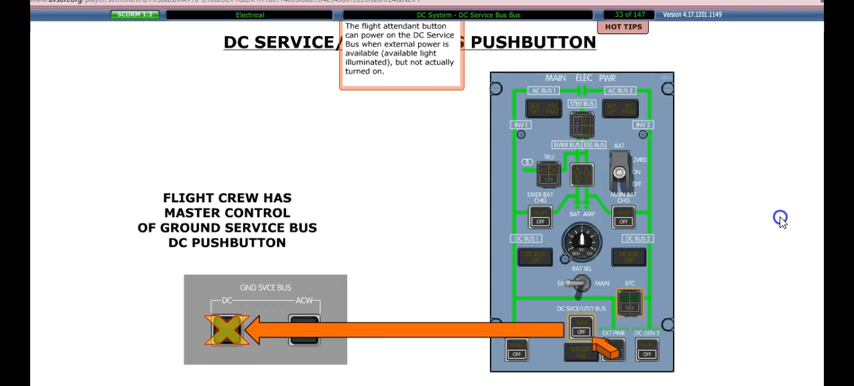 SCORM 1.2
Electrical
DC System - DC Service Bus
33 of 147
Version 4.17.1201.1149
HOT TIPS
The flight attendant button
can power on the DC Service
Bus when external power is
available (available light
illuminated), but not actually
turned on.
DC SERVICE/
S PUSHBUTTON
FLIGHT CREW HAS
MASTER CONTROL
OF GROUND SERVICE BUS
DC PUSHBUTTON
GND SVCE BUS
DC
ACW
MAIN ELEC PWR
AC BUS 1
AC BUS 2
STBY BUS
INV 1
INV 2
EMER BUS
ESS BUS
BAT
TRU
OVRD
ON
OFF
EMER BAT
CHG
MAIN BAT
CHG
OFF
OFF
BAT AMP
DC BUS 1
DC BUS 2
BAT SEL
MAIN
BTC
DC SVCE/UTLY BUS
OFF
EXT PWR
DC GEN 2
OFF
OFF